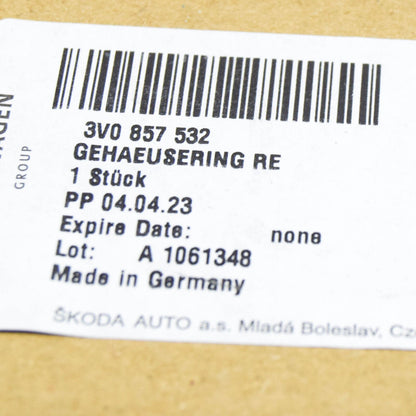 GROUP
3V0 857 532
GEHAEUSERING RE
1 Stück
PP 04.04.23
Expire Date: none
Lot: A 1061348
Made in Germany
ŠKODA AUTO a.s. Mladá Boleslav,